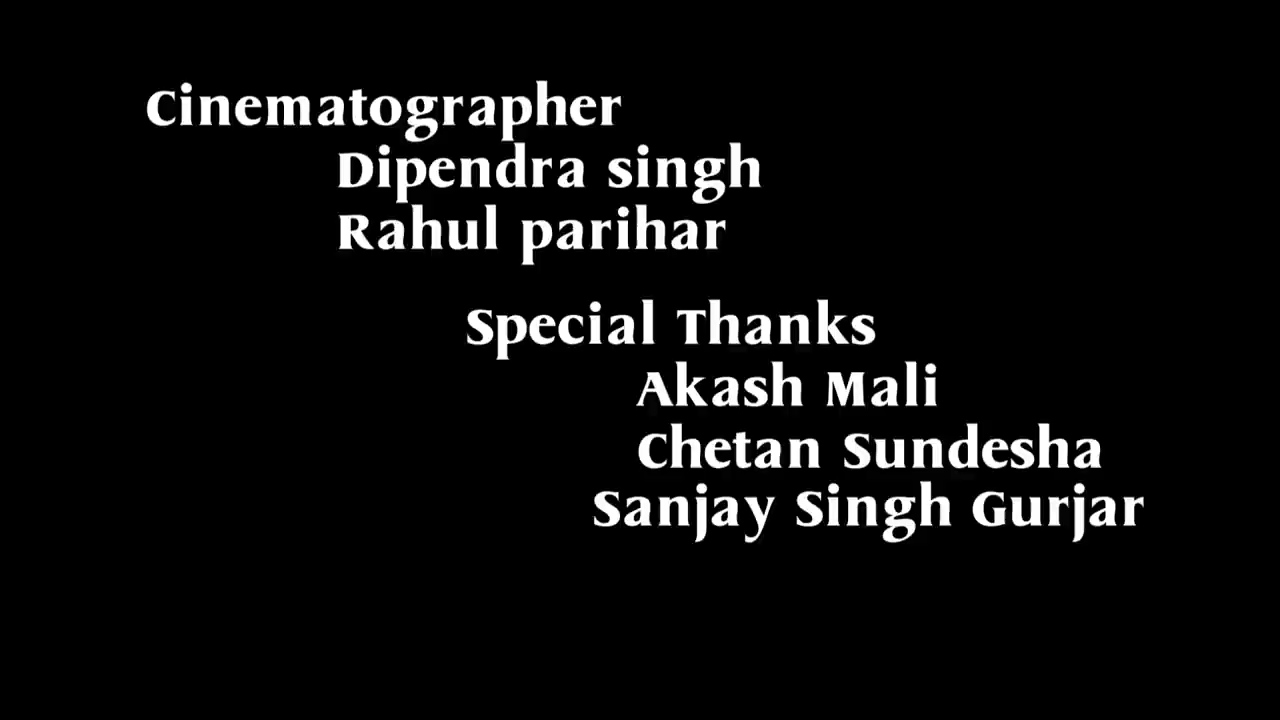 Cinematographer
Dipendra singh
Rahul parihar
Special Thanks
Akash Mali
Chetan Sundesha
Sanjay Singh Gurjar